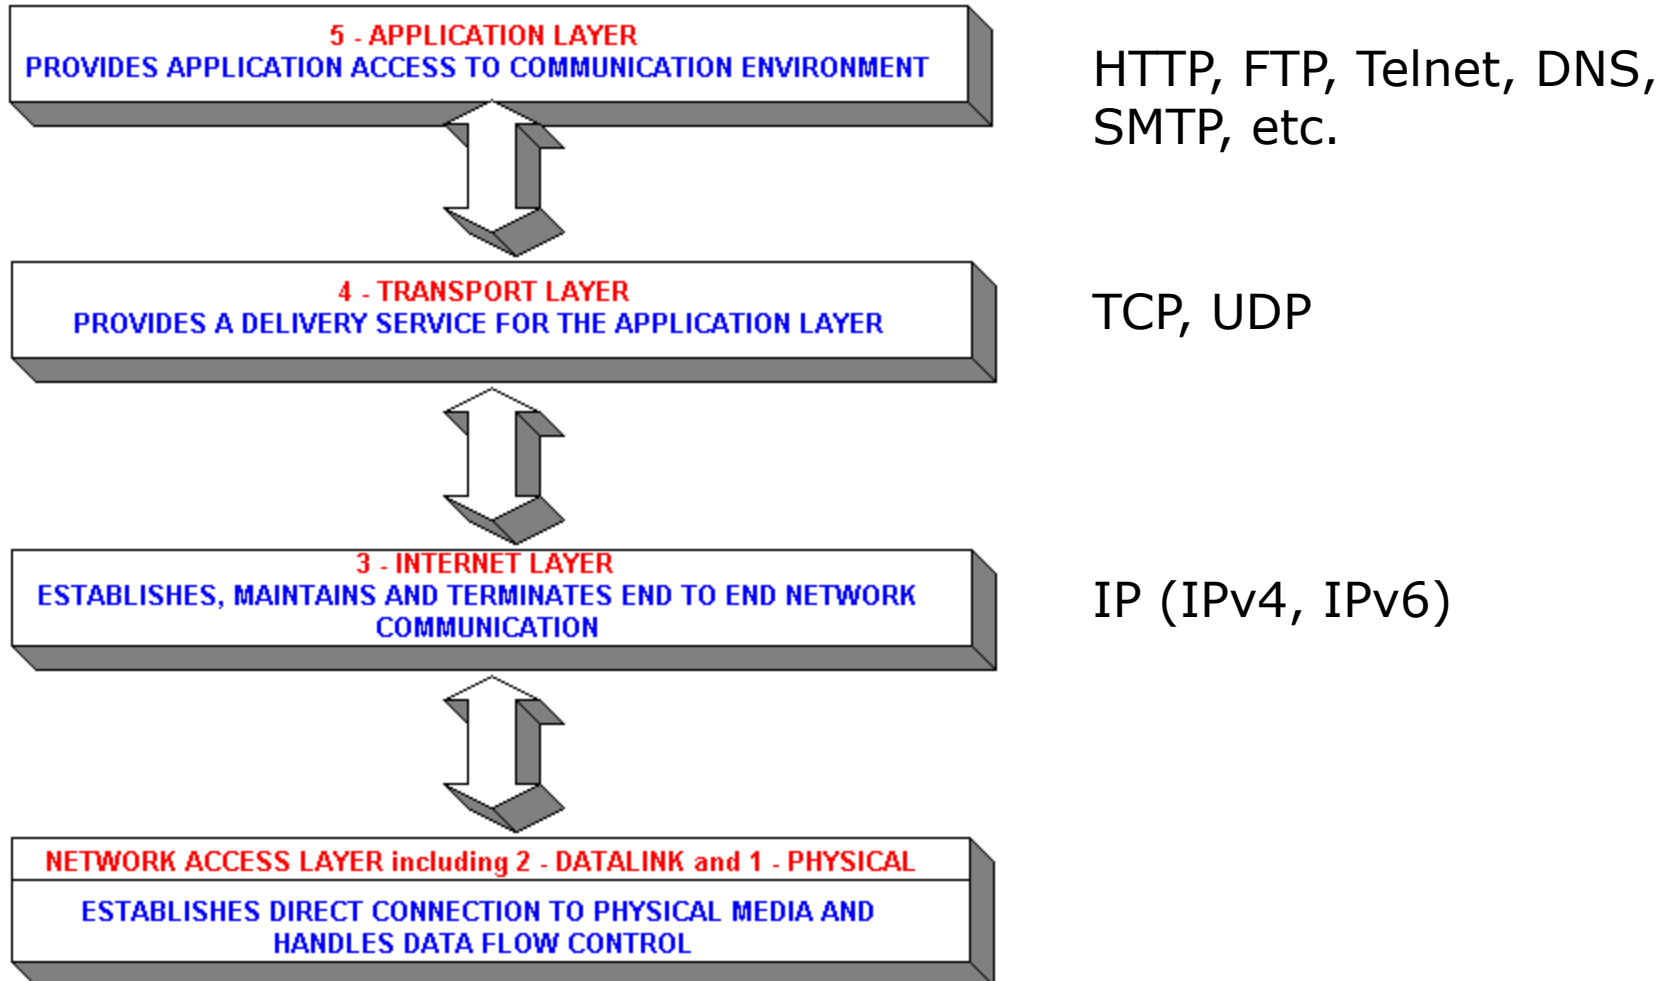 5 - APPLICATION LAYER
PROVIDES APPLICATION ACCESS TO COMMUNICATION ENVIRONMENT
HTTP, FTP, Telnet, DNS,
SMTP, etc.
4 - TRANSPORT LAYER
PROVIDES A DELIVERY SERVICE FOR THE APPLICATION LAYER
TCP, UDP
3 - INTERNET LAYER
ESTABLISHES, MAINTAINS AND TERMINATES END TO END NETWORK
COMMUNICATION
IP (IPv4, IPv6)
NETWORK ACCESS LAYER including 2 - DATALINK and 1 - PHYSICAL
ESTABLISHES DIRECT CONNECTION TO PHYSICAL MEDIA AND
HANDLES DATA FLOW CONTROL